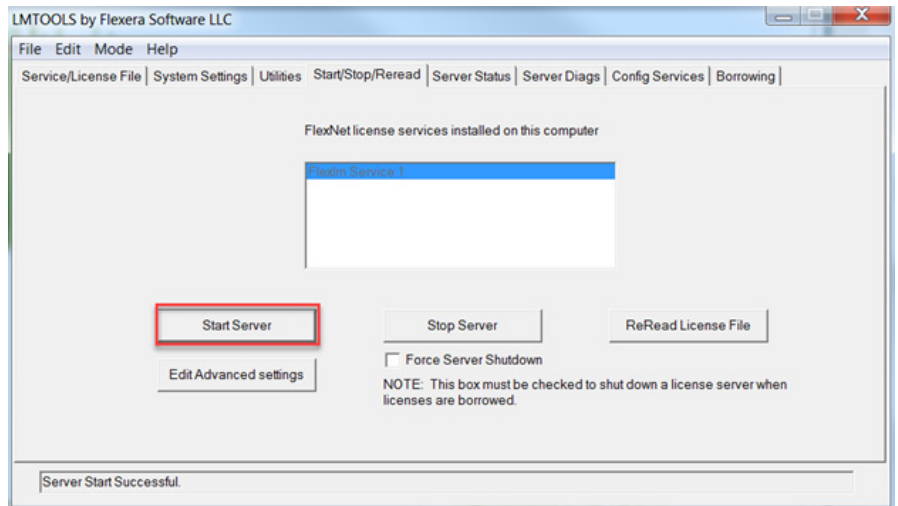 LMTOOLS by Flexera Software LLC
File Edit Mode Help
Service/License File System Settings Utilities Start/Stop/Reread Server Status Server Diags Config Services Borrowing
FlexNet license services installed on this computer
Flexlm Service 1
Start Server Stop Server ReRead License File
Force Server Shutdown
Edit Advanced settings
NOTE: This box must be checked to shut down a license server when
licenses are borrowed.
Server Start Successful.